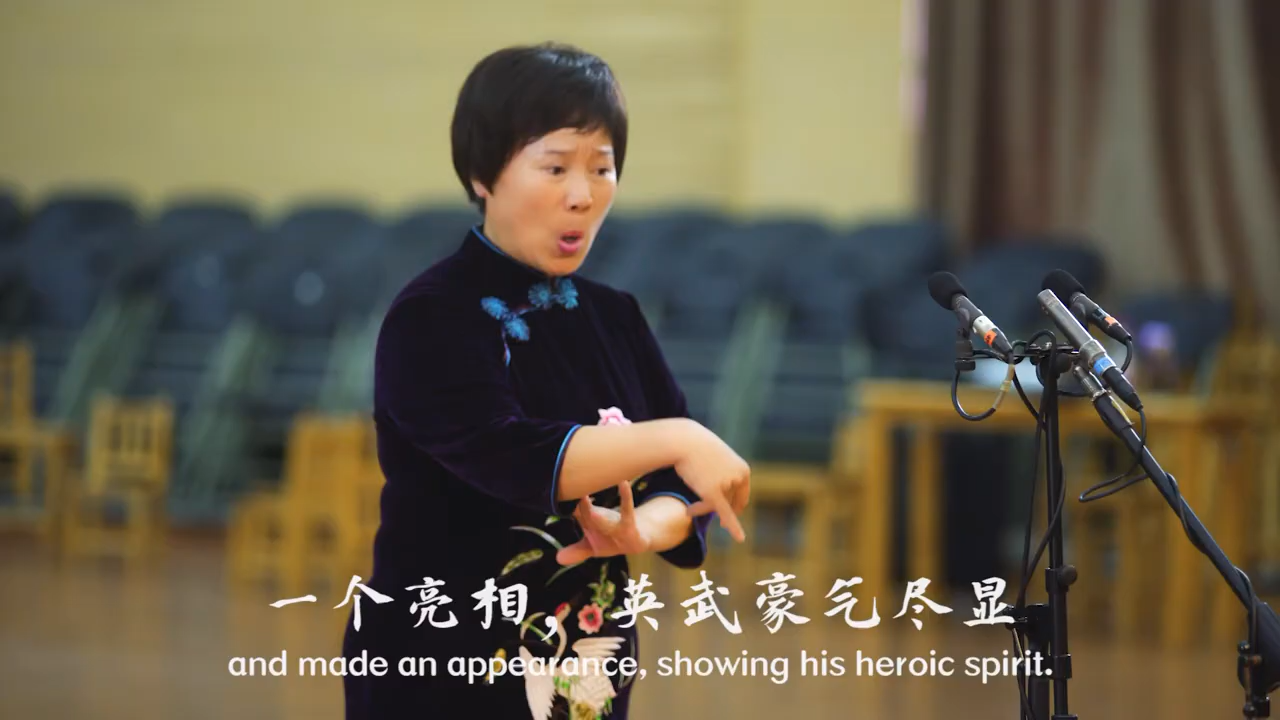 一个亮相，英武豪气尽显
and made an appearance, showing his heroic spirit.